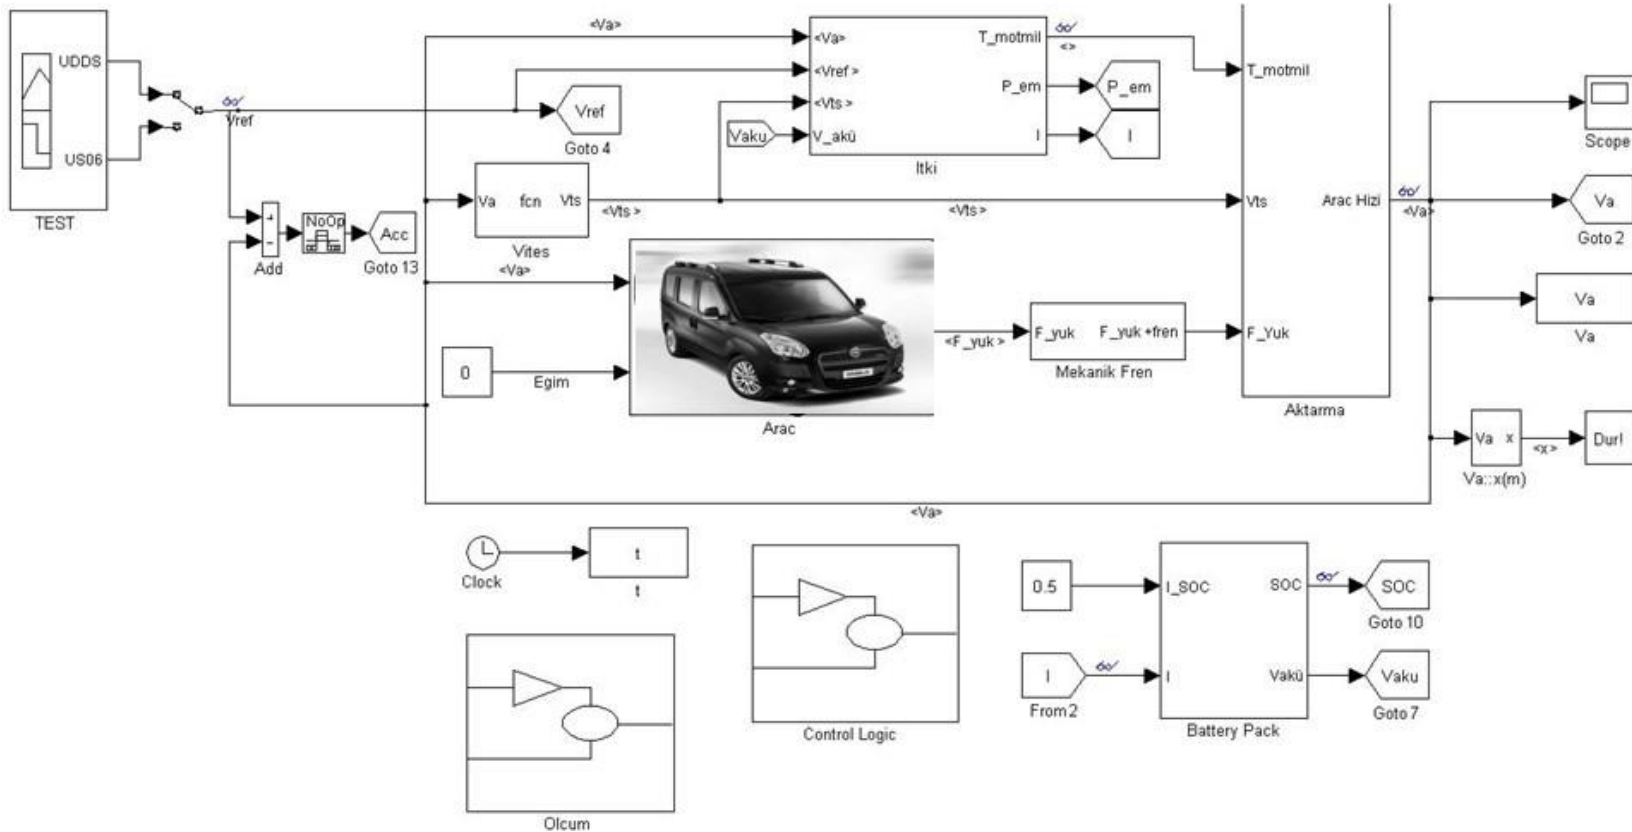 UDDS
US06
TEST
Vref
Add
NoOp
Acc
Goto 13
Vref
Goto 4
<Va>
<Va>
<Vref >
<Vts >
V_akü
T_motmil
P_em
I
Itki
Vaku
<>
P_em
I
Va
fcn
Vts
Vites
<Vts >
<Vts >
<Va>
0
Egim
Arac
<F_yuk >
F_yuk
F_yuk +fren
Mekanik Fren
T_motmil
Vts
F_Yuk
Arac Hizi
Aktarma
<Va>
Scope
Va
Goto 2
Va
Va
Va
x
Va::x(m)
<x>
Dur!
<Va>
Clock
t
t
Olcum
Control Logic
0.5
I
From2
I_SOC
I
SOC
Vakü
Battery Pack
SOC
Goto 10
Vaku
Goto 7